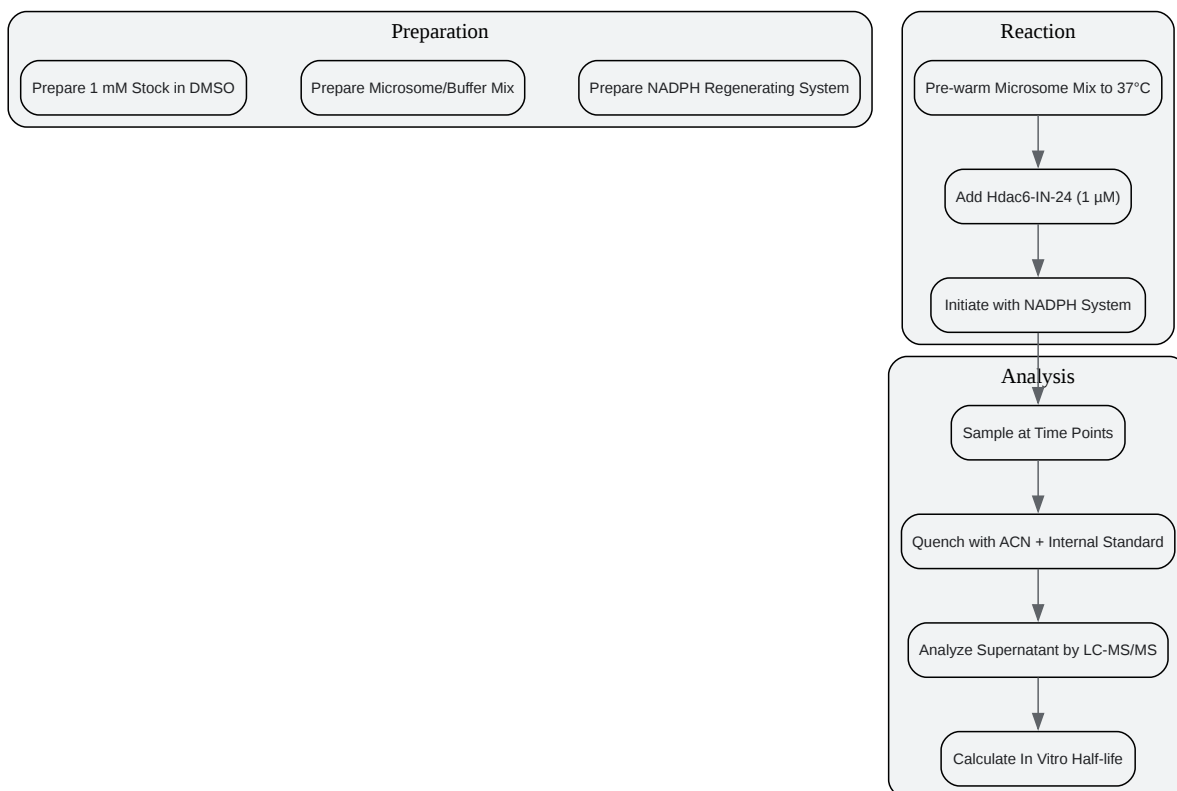 Preparation
Prepare 1 mM Stock in DMSO
Prepare Microsome/Buffer Mix
Prepare NADPH Regenerating System
Reaction
Pre-warm Microsome Mix to 37°C
Add Hdac6-IN-24 (1 µM)
Initiate with NADPH System
Analysis
Sample at Time Points
Quench with ACN + Internal Standard
Analyze Supernatant by LC-MS/MS
Calculate In Vitro Half-life